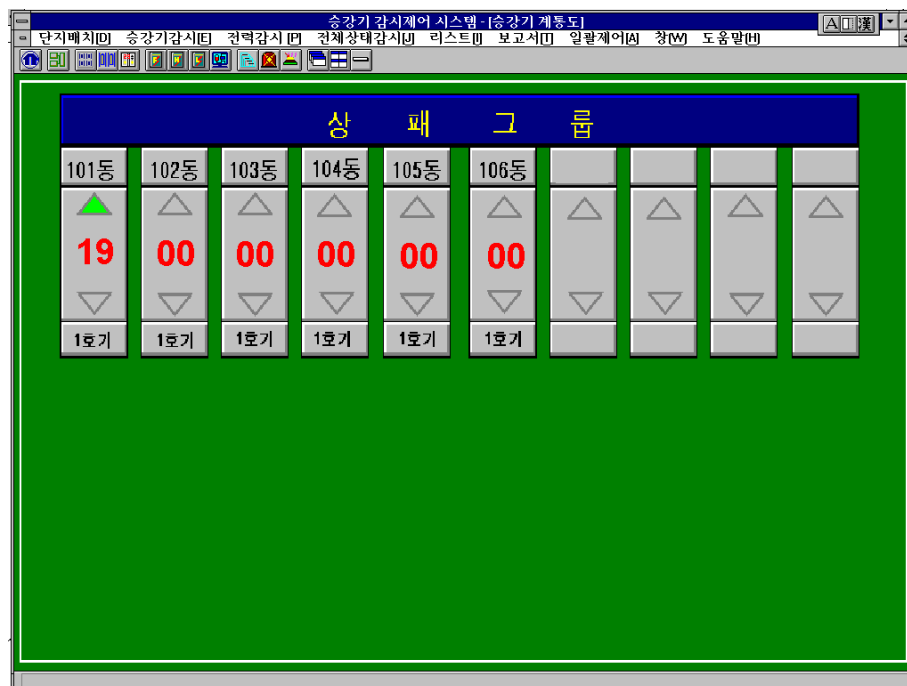 승강기 감시제어 시스템 - [승강기 계통도]
A 漢
단지배치[D] 승강기감시[E] 전력감시 [P] 전체상태감시[J] 리스트[I] 보고서[T] 일괄제어[A] 창[W] 도움말[H]
상 패 그 룹
101동 102동 103동 104동 105동 106동
19 00 00 00 00 00
1호기 1호기 1호기 1호기 1호기 1호기